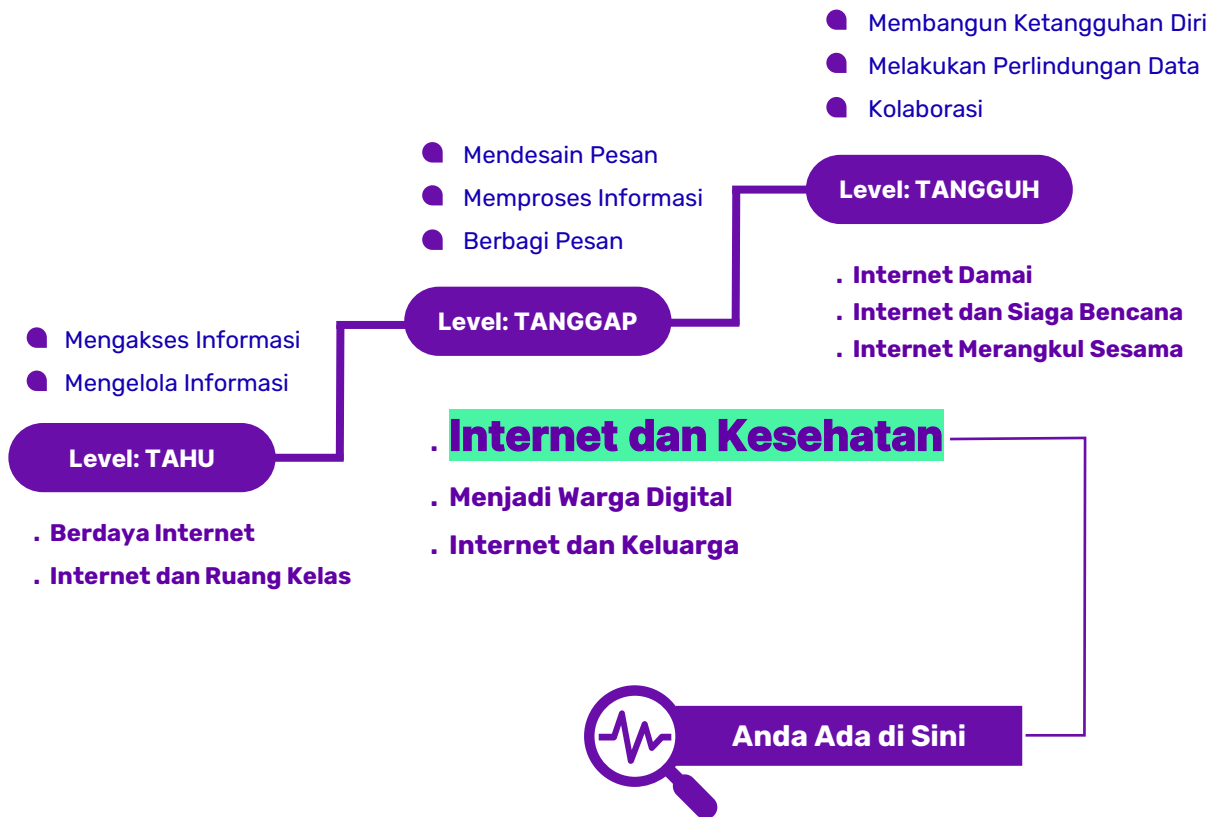 Membangun Ketangguhan Diri
Melakukan Perlindungan Data
Kolaborasi
Level: TANGGUH
. Internet Damai
. Internet dan Siaga Bencana
. Internet Merangkul Sesama
Mendesain Pesan
Memproses Informasi
Berbagi Pesan
Level: TANGGAP
. Internet dan Kesehatan
. Menjadi Warga Digital
. Internet dan Keluarga
Mengakses Informasi
Mengelola Informasi
Level: TAHU
. Berdaya Internet
. Internet dan Ruang Kelas
Anda Ada di Sini